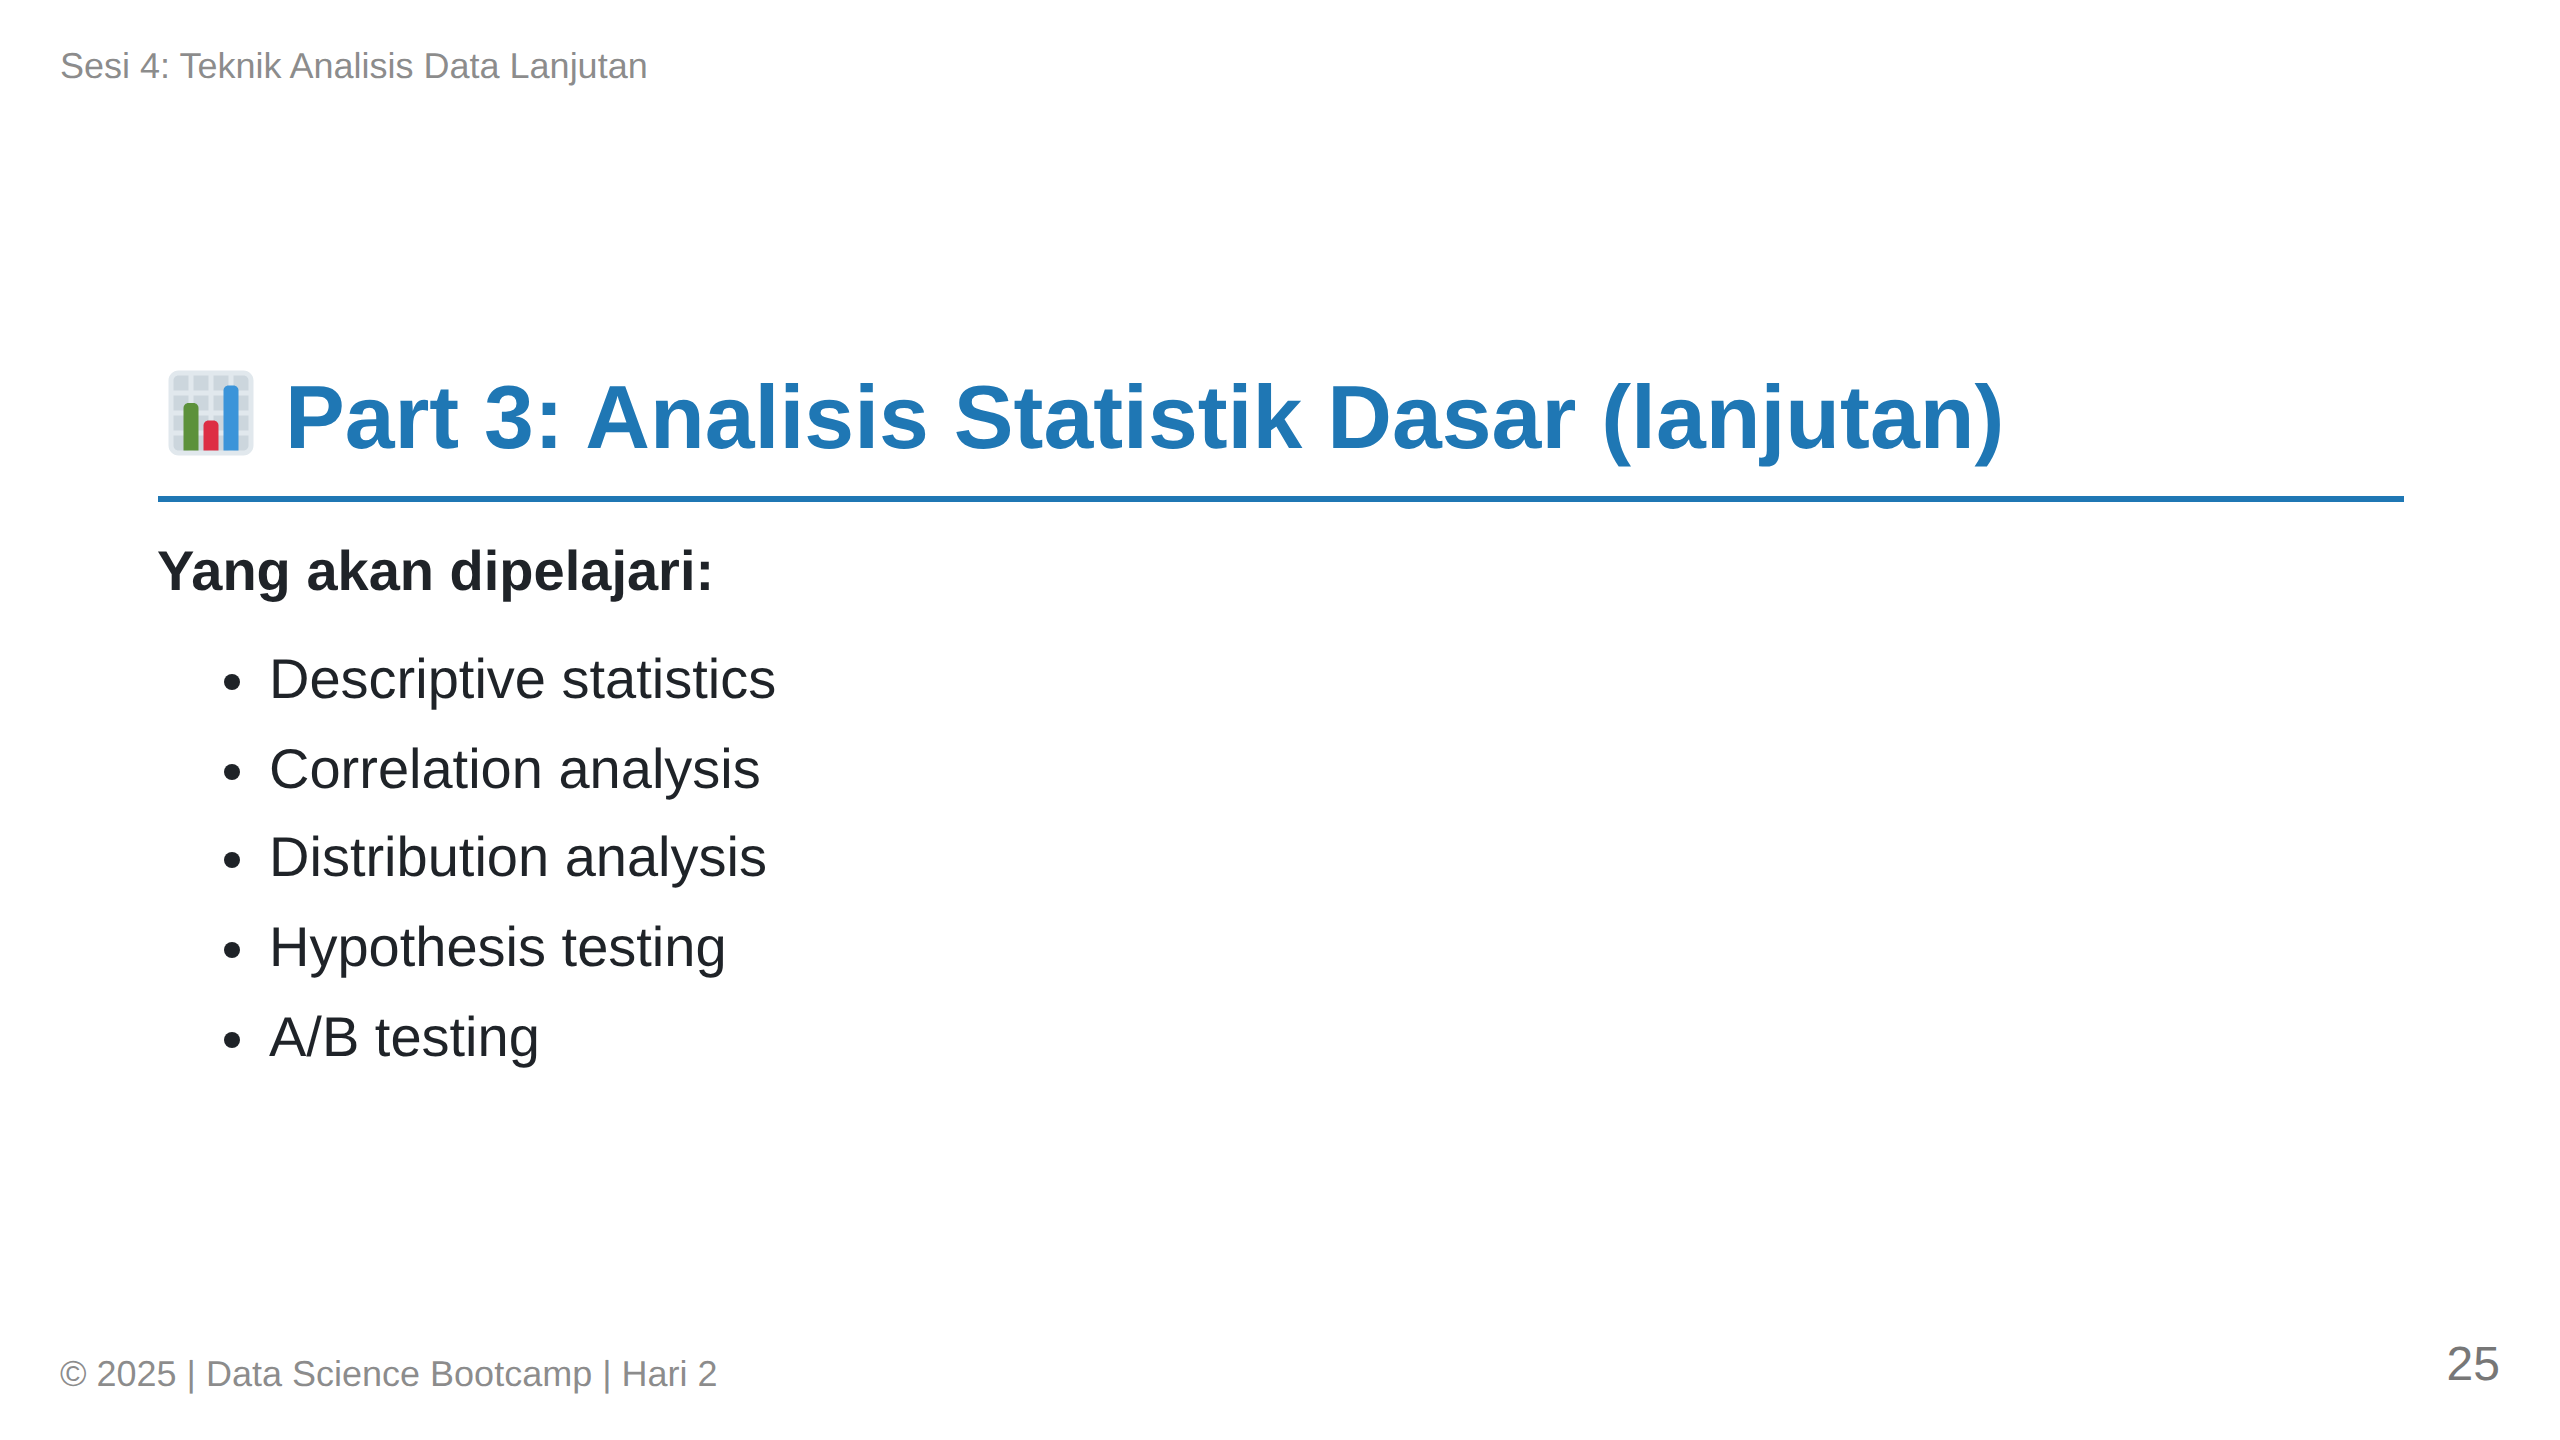 Sesi 4: Teknik Analisis Data Lanjutan
📊 Part 3: Analisis Statistik Dasar (lanjutan)
Yang akan dipelajari:
• Descriptive statistics
• Correlation analysis
• Distribution analysis
• Hypothesis testing
• A/B testing
© 2025 | Data Science Bootcamp | Hari 2
25